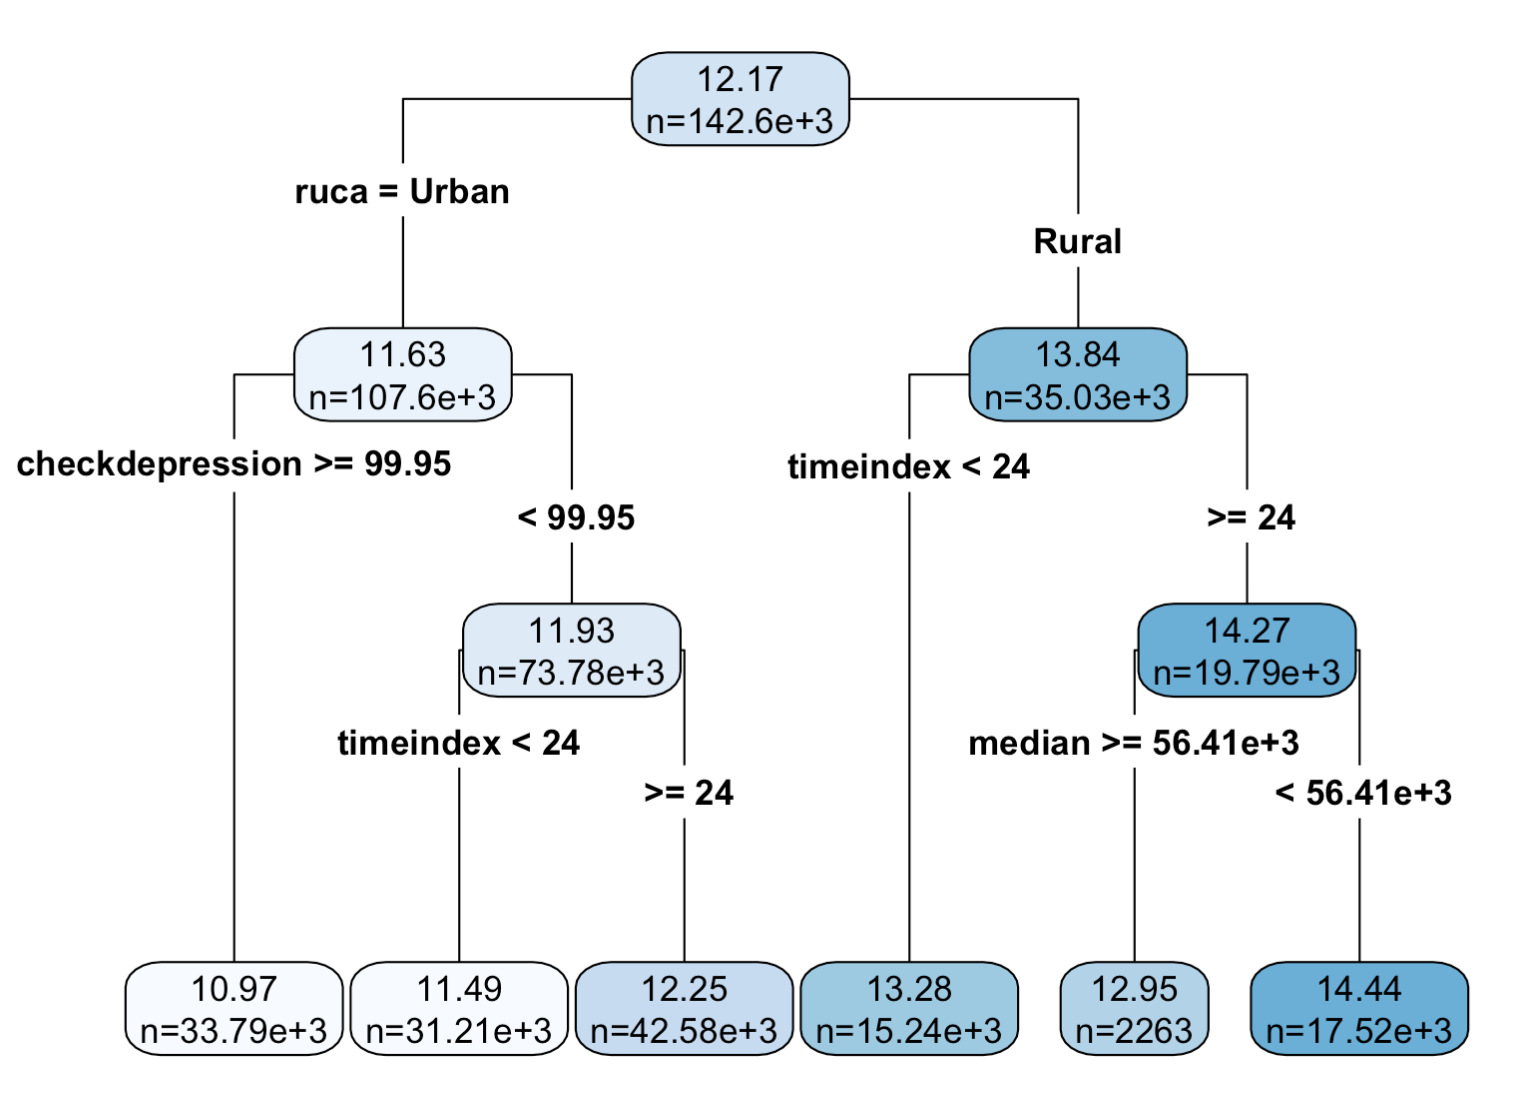 12.17
n=142.6e+3
ruca = Urban
Rural
11.63
n=107.6e+3
13.84
n=35.03e+3
checkdepression >= 99.95
timeindex < 24
< 99.95
>= 24
11.93
n=73.78e+3
14.27
n=19.79e+3
timeindex < 24
median >= 56.41e+3
>= 24
< 56.41e+3
10.97
n=33.79e+3
11.49
n=31.21e+3
12.25
n=42.58e+3
13.28
n=15.24e+3
12.95
n=2263
14.44
n=17.52e+3